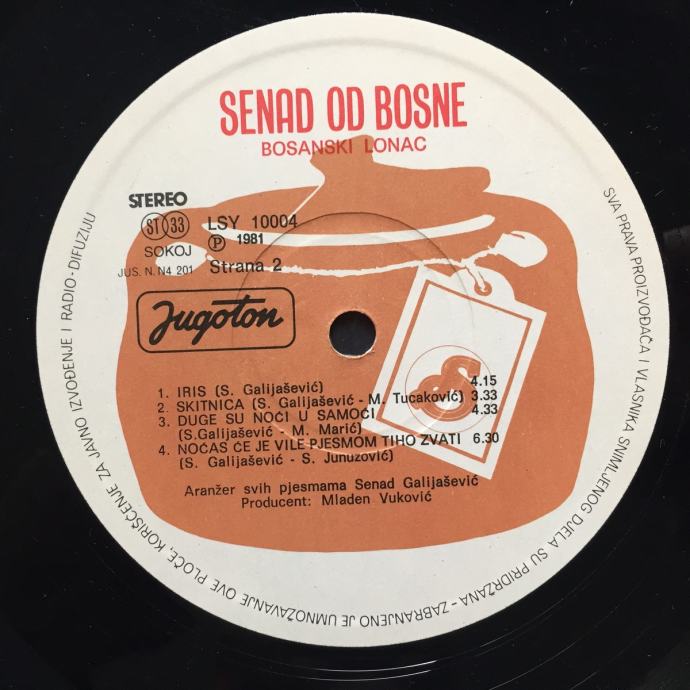 SENAD OD BOSNE
BOSANSKI LONAC
STEREO
ST 33
LSY 10004
SOKOJ
℗ 1981
JUS. N. N4 201
Strana 2
Jugoton
S
1. IRIS (S. Galijašević) 4.15
2. SKITNICA (S. Galijašević - M. Tucaković) 3.33
3. DUGE SU NOĆI U SAMOĆI 4.33
(S.Galijašević - M. Marić)
4. NOĆAS ĆE JE VILE PJESMOM TIHO ZVATI 6.30
(S. Galijašević - S. Junuzović)
Aranžer svih pjesmama Senad Galijašević
Producent: Mladen Vuković
SVA PRAVA PROIZVOĐAČA I VLASNIKA SNIMLJENOG DJELA SU PRIDRŽANA - ZABRANJENO JE UMNOŽAVANJE OVE PLOČE, KORIŠĆENJE ZA JAVNO IZVOĐENJE I RADIO-DIFUZIJU